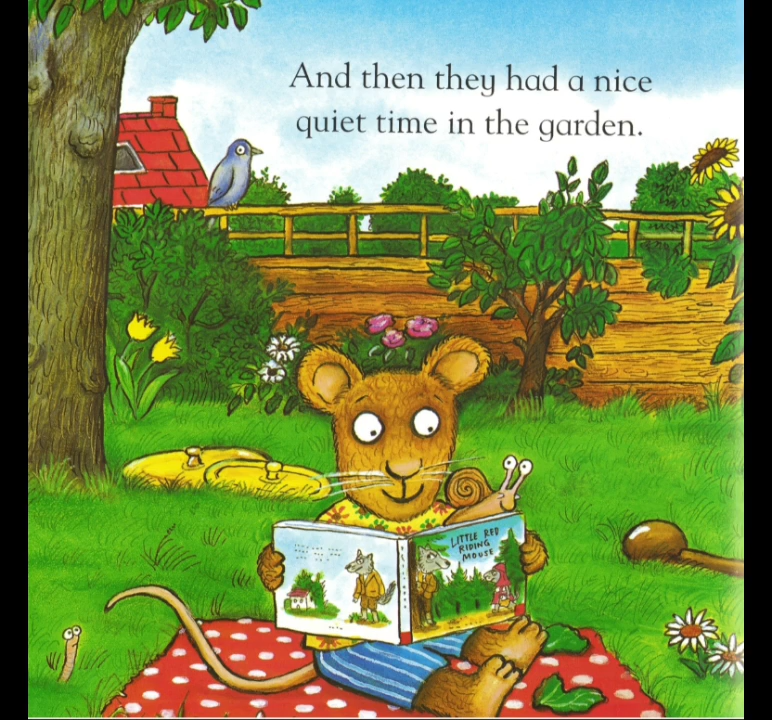 And then they had a nice
quiet time in the garden.
LITTLE RED
RIDING
MOUSE